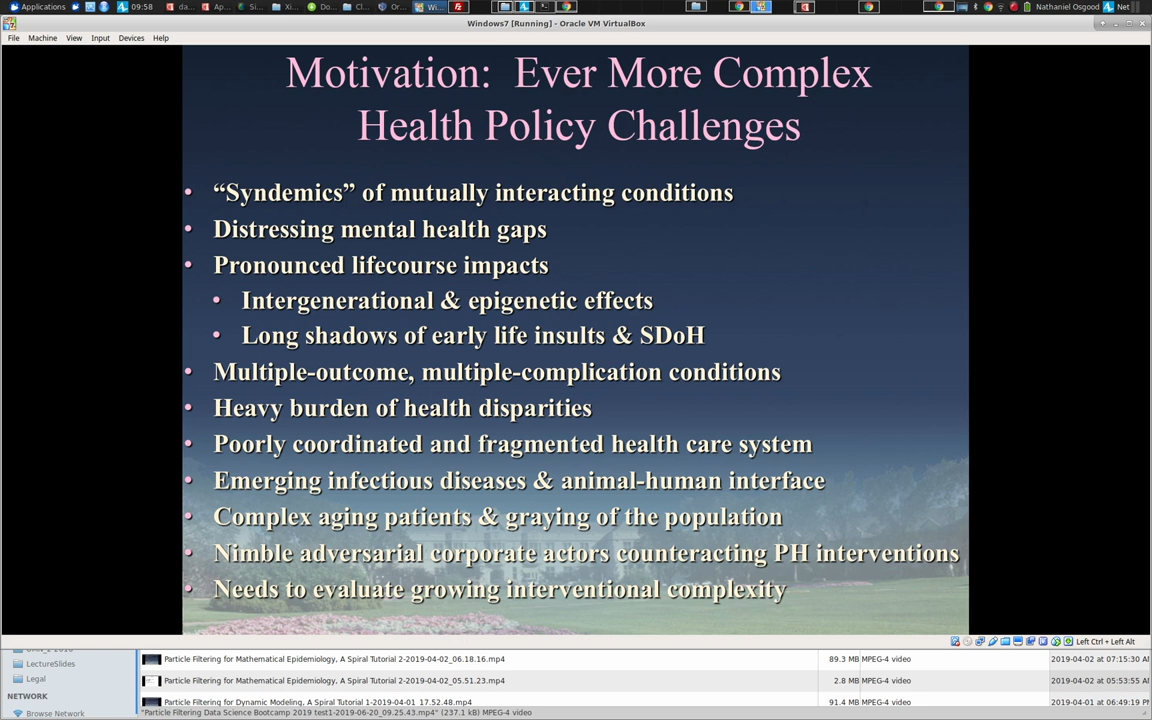 Applications
09:58
da...
Ap...
Si...
Xi...
Do...
Cl...
Or...
Wi...
Nathaniel Osgood
Net
Windows7 [Running] - Oracle VM VirtualBox
File Machine View Input Devices Help
Motivation: Ever More Complex
Health Policy Challenges
• “Syndemics” of mutually interacting conditions
• Distressing mental health gaps
• Pronounced lifecourse impacts
• Intergenerational & epigenetic effects
• Long shadows of early life insults & SDoH
• Multiple-outcome, multiple-complication conditions
• Heavy burden of health disparities
• Poorly coordinated and fragmented health care system
• Emerging infectious diseases & animal-human interface
• Complex aging patients & graying of the population
• Nimble adversarial corporate actors counteracting PH interventions
• Needs to evaluate growing interventional complexity
Left Ctrl + Left Alt
Particle Filtering for Mathematical Epidemiology, A Spiral Tutorial 2-2019-04-02_06.18.16.mp4 89.3 MB MPEG-4 video 2019-04-02 at 07:15:30 A
LectureSlides
Particle Filtering for Mathematical Epidemiology, A Spiral Tutorial 2-2019-04-02_05.51.23.mp4 2.8 MB MPEG-4 video 2019-04-02 at 05:53:55 A
Legal
NETWORK
Particle Filtering for Dynamic Modeling, A Spiral Tutorial 1-2019-04-01_17.52.48.mp4 91.4 MB MPEG-4 video 2019-04-01 at 06:49:19 P
Browse Network
"Particle Filtering Data Science Bootcamp 2019 test1-2019-06-20_09.25.43.mp4" (237.1 kB) MPEG-4 video